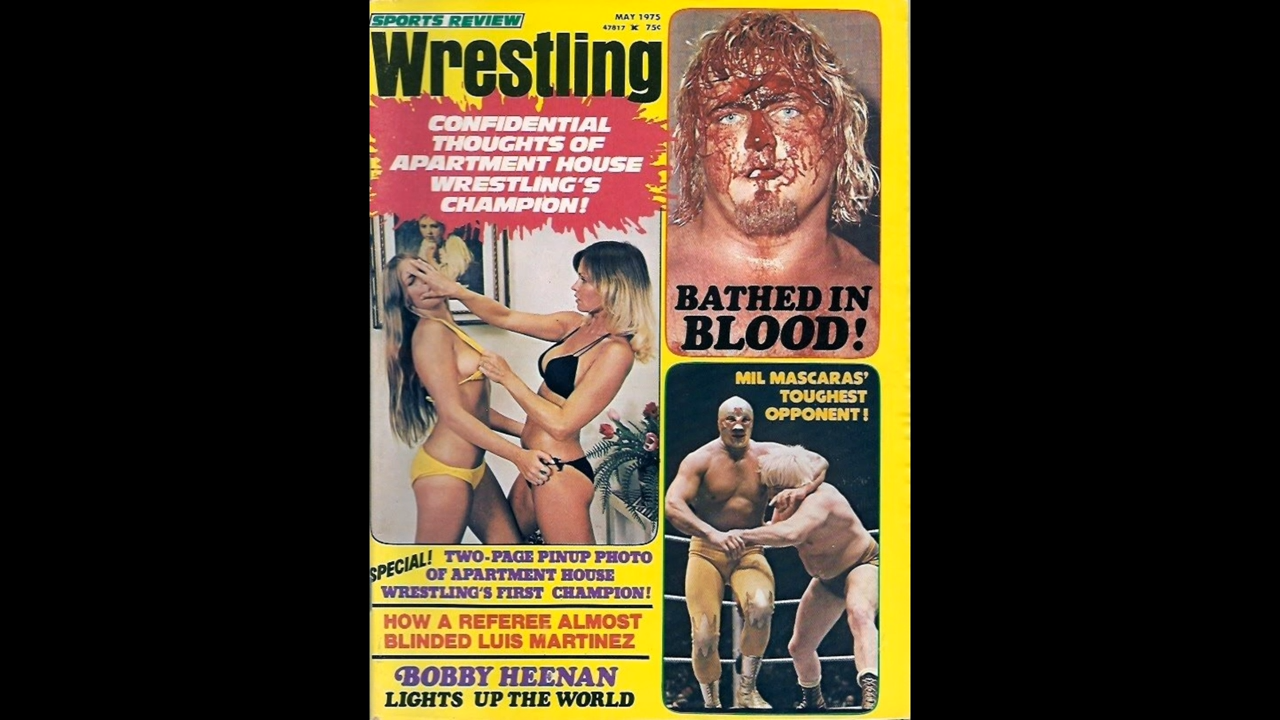 SPORTS REVIEW
MAY 1975
47817 K 75¢
Wrestling
CONFIDENTIAL
THOUGHTS OF
APARTMENT HOUSE
WRESTLING'S
CHAMPION!
BATHED IN
BLOOD!
MIL MASCARAS'
TOUGHEST
OPPONENT!
SPECIAL! TWO-PAGE PINUP PHOTO
OF APARTMENT HOUSE
WRESTLING'S FIRST CHAMPION!
HOW A REFEREE ALMOST
BLINDED LUIS MARTINEZ
BOBBY HEENAN
LIGHTS UP THE WORLD